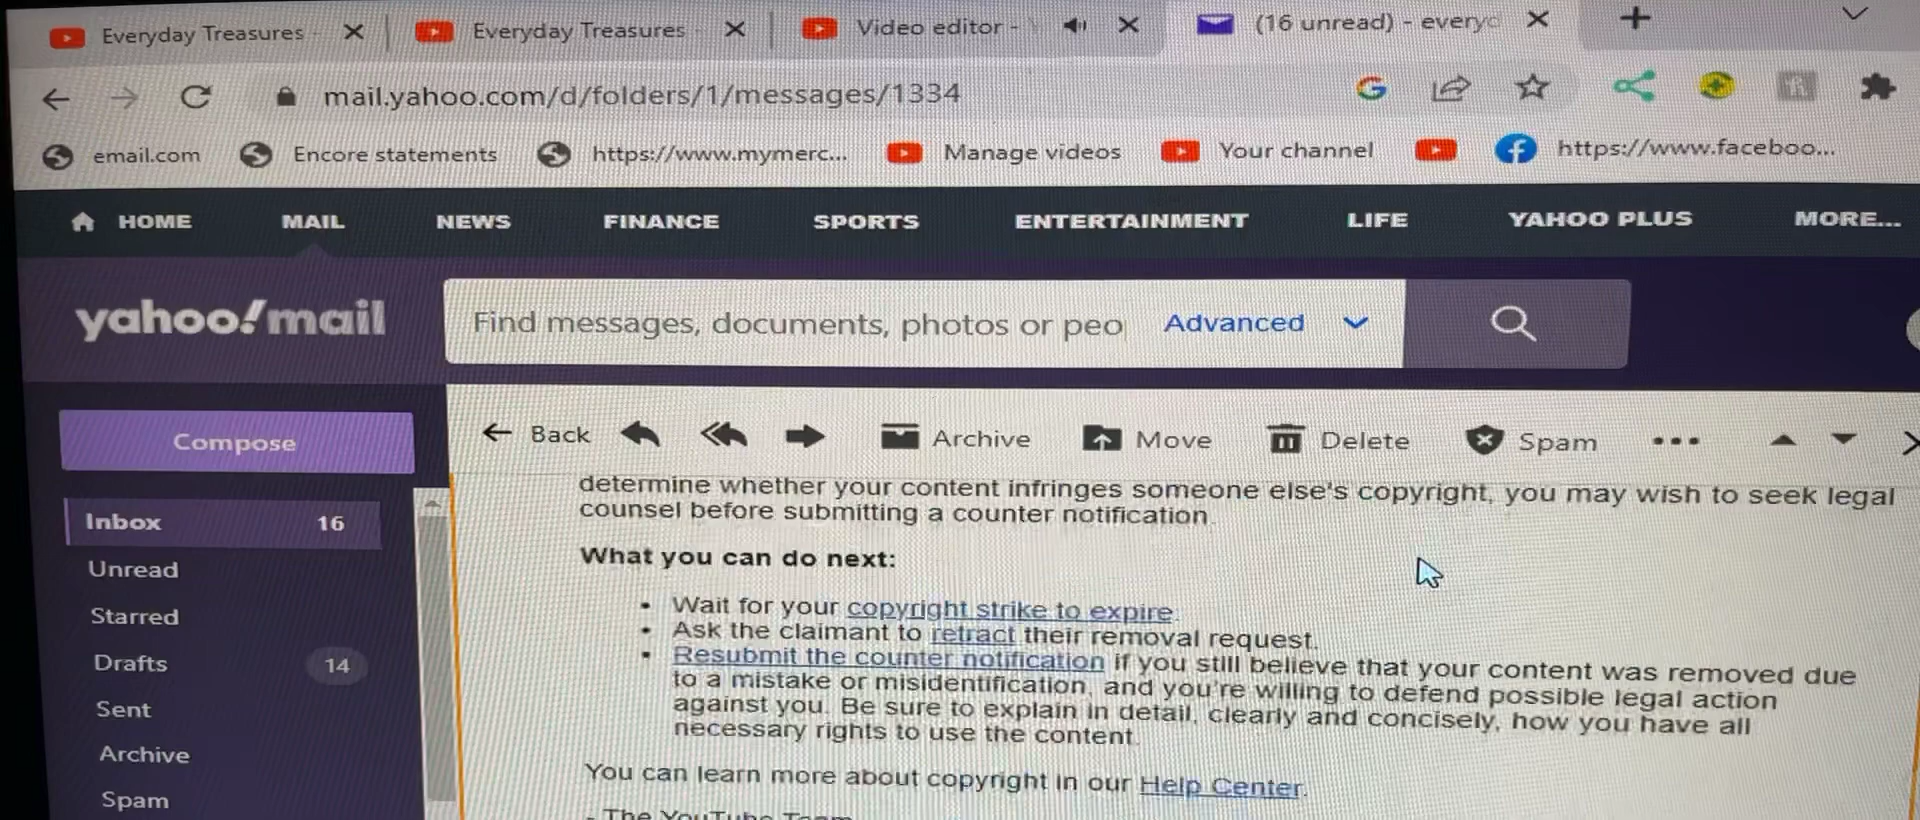 Everyday Treasures -
Everyday Treasures
Video editor -
(16 unread) - everyd
mail.yahoo.com/d/folders/1/messages/1334
email.com
Encore statements
https://www.mymerc...
Manage videos
Your channel
https://www.faceboo...
HOME MAIL NEWS FINANCE SPORTS ENTERTAINMENT LIFE YAHOO PLUS MORE...
yahoo!mail
Find messages, documents, photos or peo
Advanced
Compose
Back
Archive
Move
Delete
Spam
Inbox 16
Unread
Starred
Drafts 14
Sent
Archive
Spam
determine whether your content infringes someone else's copyright, you may wish to seek legal
counsel before submitting a counter notification.
What you can do next:
• Wait for your copyright strike to expire.
• Ask the claimant to retract their removal request.
• Resubmit the counter notification if you still believe that your content was removed due
to a mistake or misidentification, and you're willing to defend possible legal action
against you. Be sure to explain in detail, clearly and concisely, how you have all
necessary rights to use the content.
You can learn more about copyright in our Help Center.
- The YouTube Team